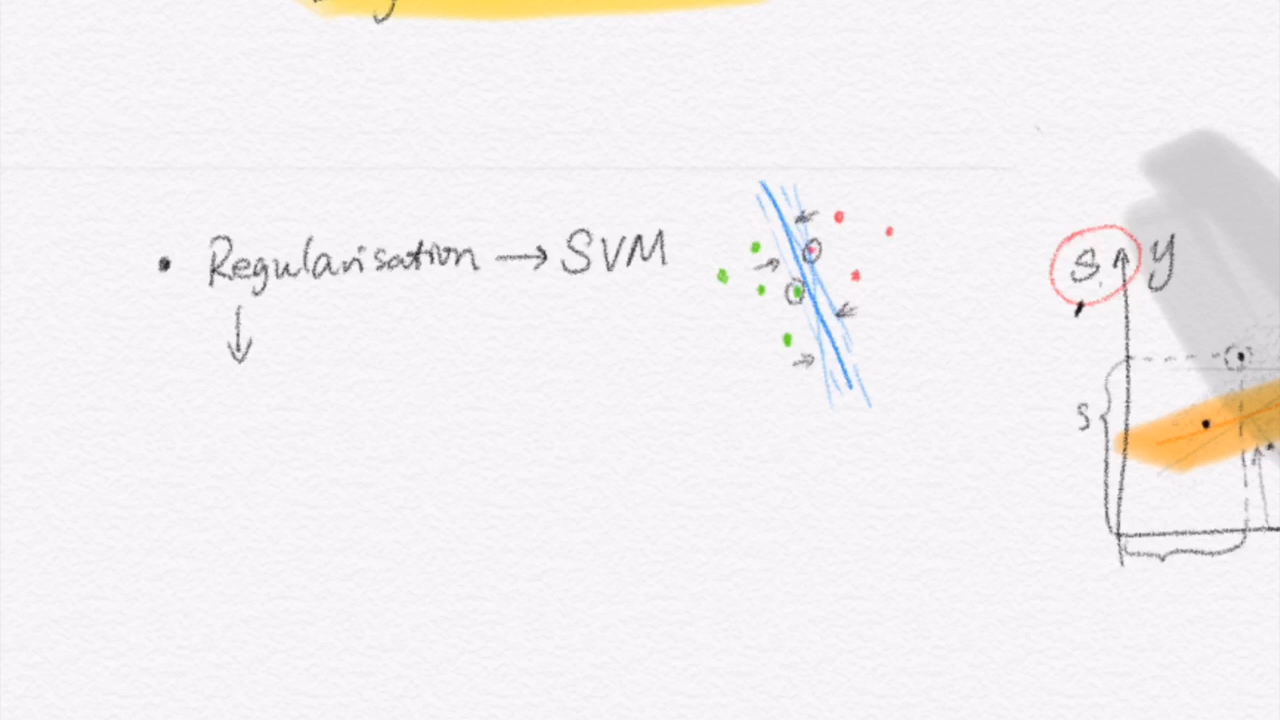 • Regularisation → SVM
↓
S
y
S